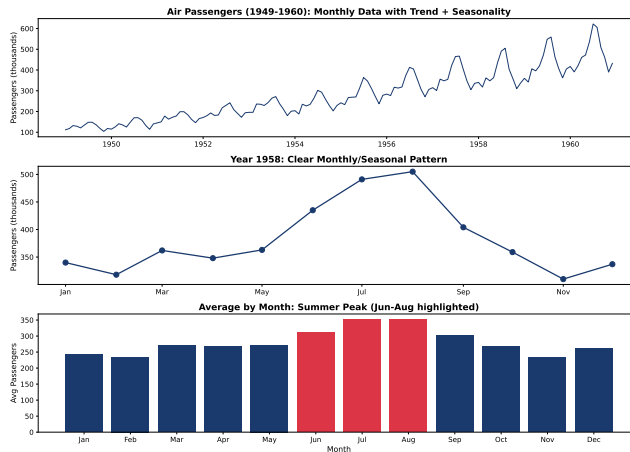 Air Passengers (1949-1960): Monthly Data with Trend + Seasonality
Passengers (thousands)
600
500
400
300
200
100
1950
1952
1954
1956
1958
1960
Year 1958: Clear Monthly/Seasonal Pattern
Passengers (thousands)
500
450
400
350
Jan
Mar
May
Jul
Sep
Nov
Average by Month: Summer Peak (Jun-Aug highlighted)
Avg Passengers
350
300
250
200
150
100
50
0
Jan
Feb
Mar
Apr
May
Jun
Jul
Aug
Sep
Oct
Nov
Dec
Month